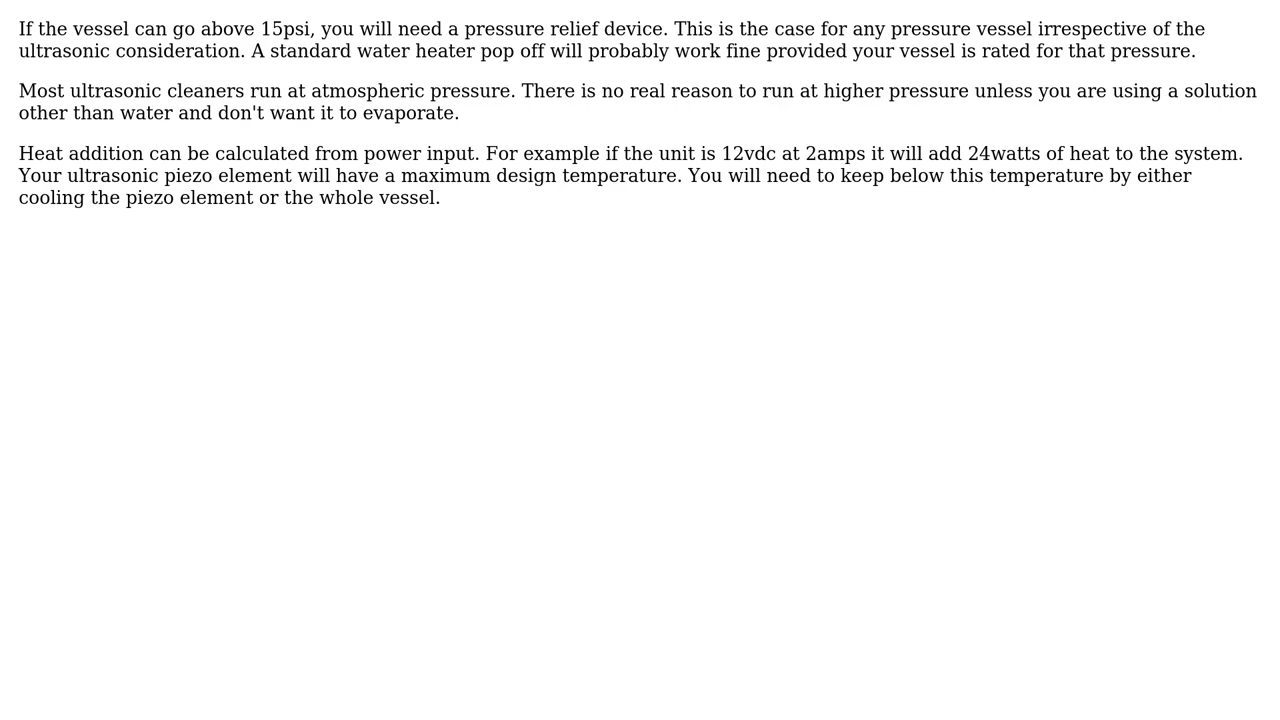 If the vessel can go above 15psi, you will need a pressure relief device. This is the case for any pressure vessel irrespective of the
ultrasonic consideration. A standard water heater pop off will probably work fine provided your vessel is rated for that pressure.
Most ultrasonic cleaners run at atmospheric pressure. There is no real reason to run at higher pressure unless you are using a solution
other than water and don't want it to evaporate.
Heat addition can be calculated from power input. For example if the unit is 12vdc at 2amps it will add 24watts of heat to the system.
Your ultrasonic piezo element will have a maximum design temperature. You will need to keep below this temperature by either
cooling the piezo element or the whole vessel.